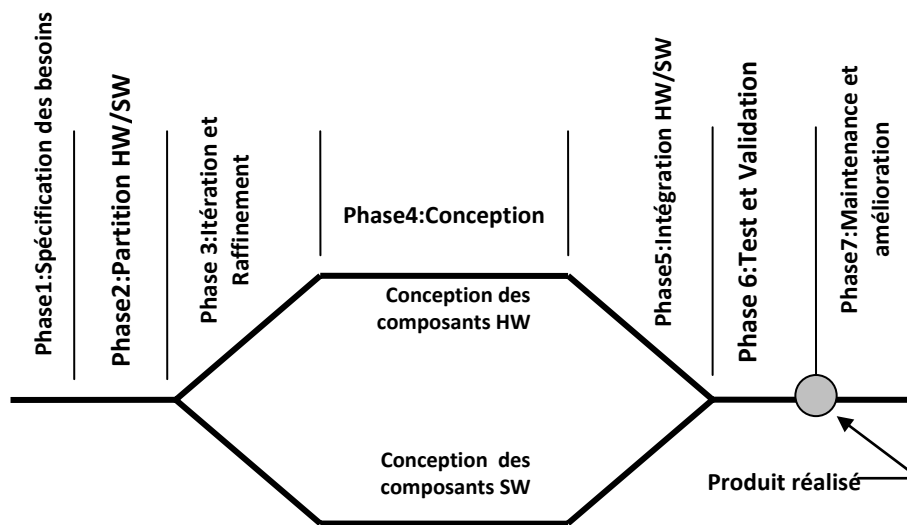 Phase1:Spécification des besoins
Phase2:Partition HW/SW
Phase 3:Itération et
Raffinement
Phase4:Conception
Conception des
composants HW
Conception des
composants SW
Phase5:Intégration HW/SW
Phase 6:Test et Validation
Phase7:Maintenance et
amélioration
Produit réalisé